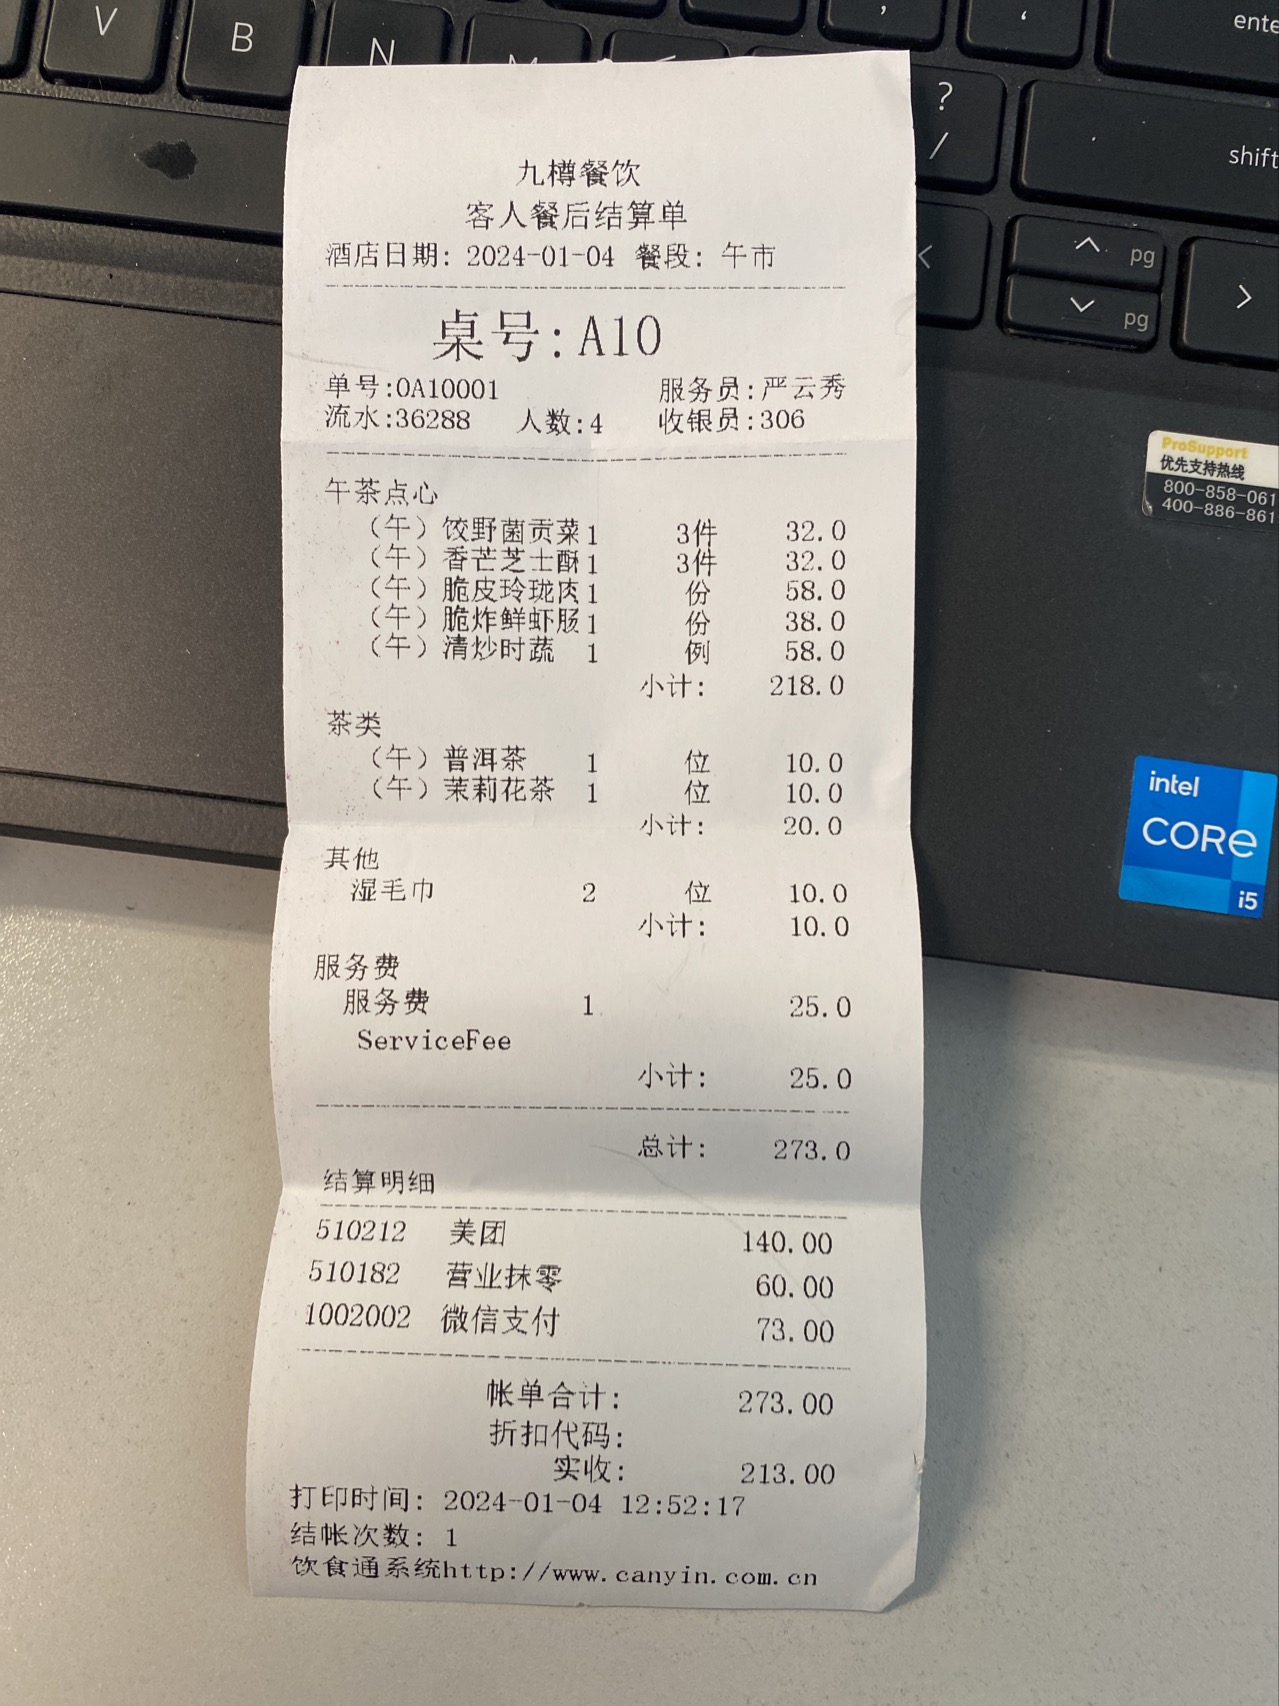 V
B
N
M
?
/
ente
shift
pg
pg
九樽餐饮
客人餐后结算单
酒店日期: 2024-01-04 餐段: 午市
桌号:A10
单号:0A10001 服务员:严云秀
流水:36288 人数:4 收银员:306
午茶点心
(午)饺野菌贡菜1 3件 32.0
(午)香芒芝士酥1 3件 32.0
(午)脆皮玲珑肉1 份 58.0
(午)脆炸鲜虾肠1 份 38.0
(午)清炒时蔬 1 例 58.0
小计: 218.0
茶类
(午)普洱茶 1 位 10.0
(午)茉莉花茶 1 位 10.0
小计: 20.0
其他
湿毛巾 2 位 10.0
小计: 10.0
服务费
服务费 1 25.0
ServiceFee
小计: 25.0
总计: 273.0
结算明细
510212 美团 140.00
510182 营业抹零 60.00
1002002 微信支付 73.00
帐单合计: 273.00
折扣代码:
实收: 213.00
打印时间: 2024-01-04 12:52:17
结帐次数: 1
饮食通系统http://www.canyin.com.cn
ProSupport
优先支持热线
800-858-061
400-886-861
intel
CORe
i5